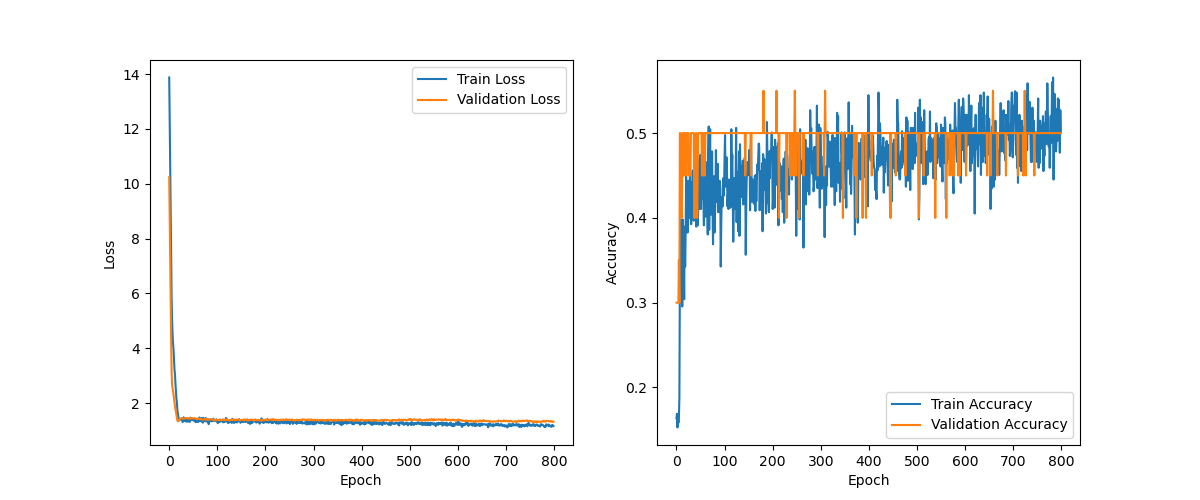 14
12
10
8
6
4
2
0 100 200 300 400 500 600 700 800
Loss
Epoch
Train Loss
Validation Loss
0.5
0.4
0.3
0.2
0 100 200 300 400 500 600 700 800
Accuracy
Epoch
Train Accuracy
Validation Accuracy